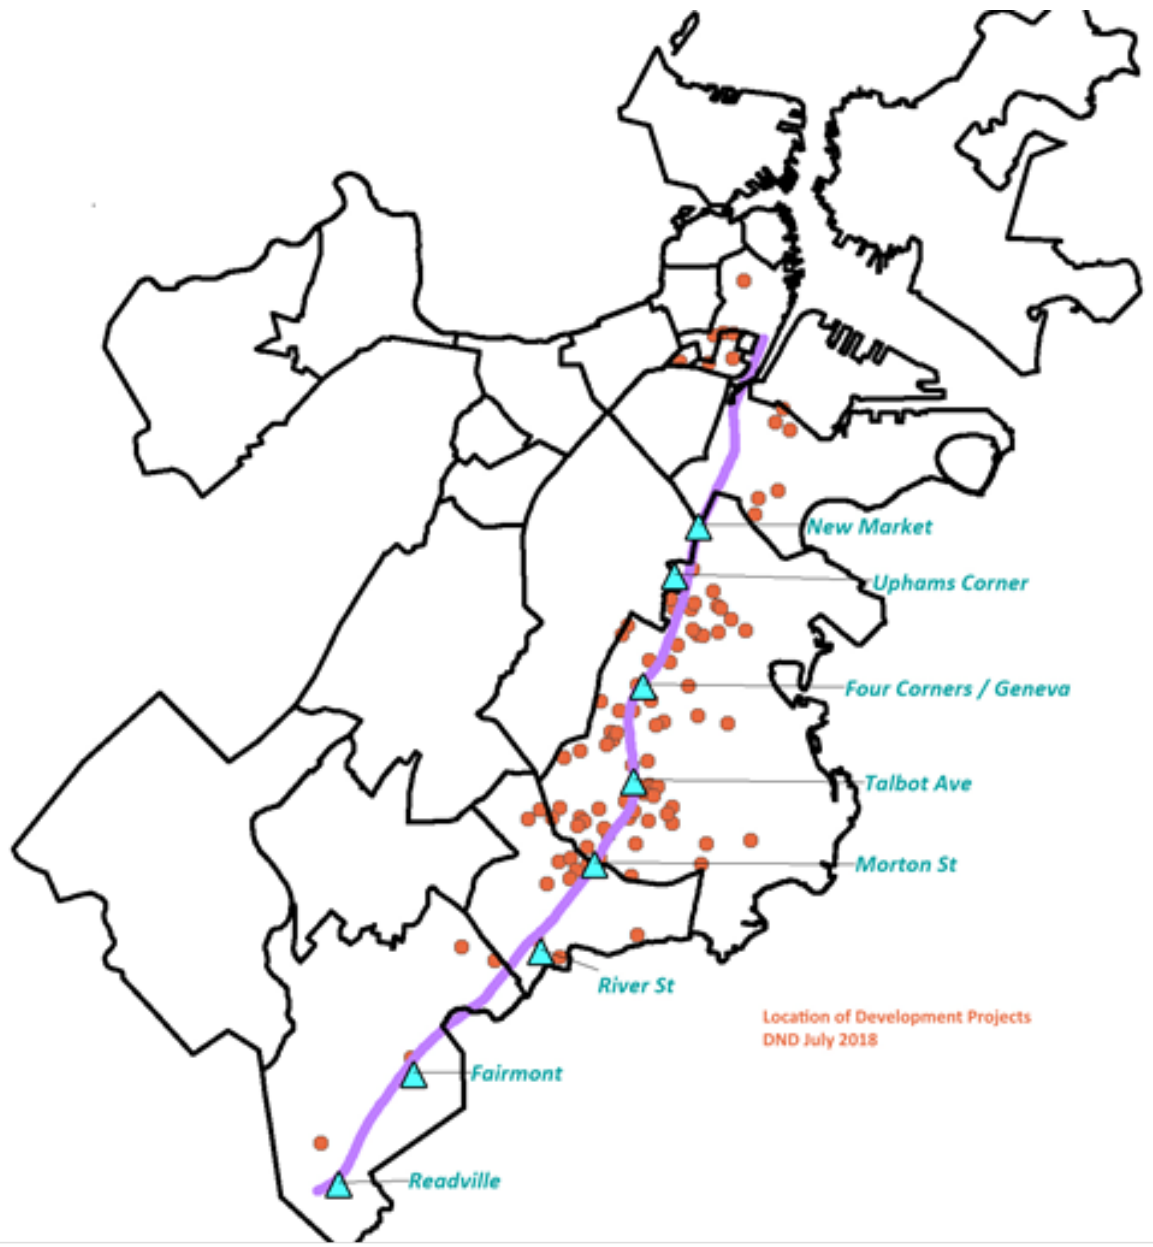 New Market
Uphams Corner
Four Corners / Geneva
Talbot Ave
Morton St
River St
Location of Development Projects
DND July 2018
Fairmont
Readville